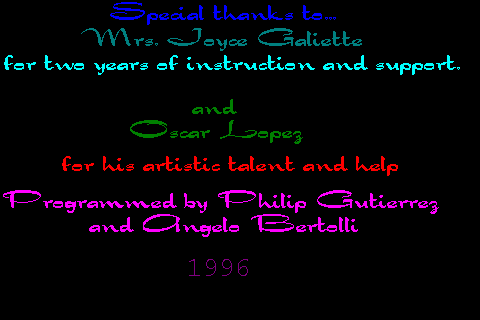 Special thanks to...
Mrs. Joyce Galiette
for two years of instruction and support.
and
Oscar Lopez
for his artistic talent and help
Programmed by Philip Gutierrez
and Angelo Bertolli
1996